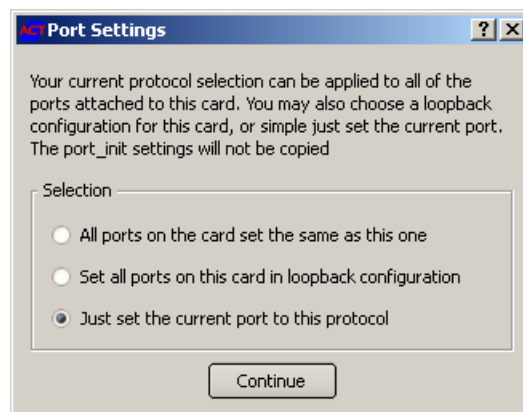 ACT Port Settings
Your current protocol selection can be applied to all of the
ports attached to this card. You may also choose a loopback
configuration for this card, or simple just set the current port.
The port_init settings will not be copied
Selection
All ports on the card set the same as this one
Set all ports on this card in loopback configuration
Just set the current port to this protocol
Continue